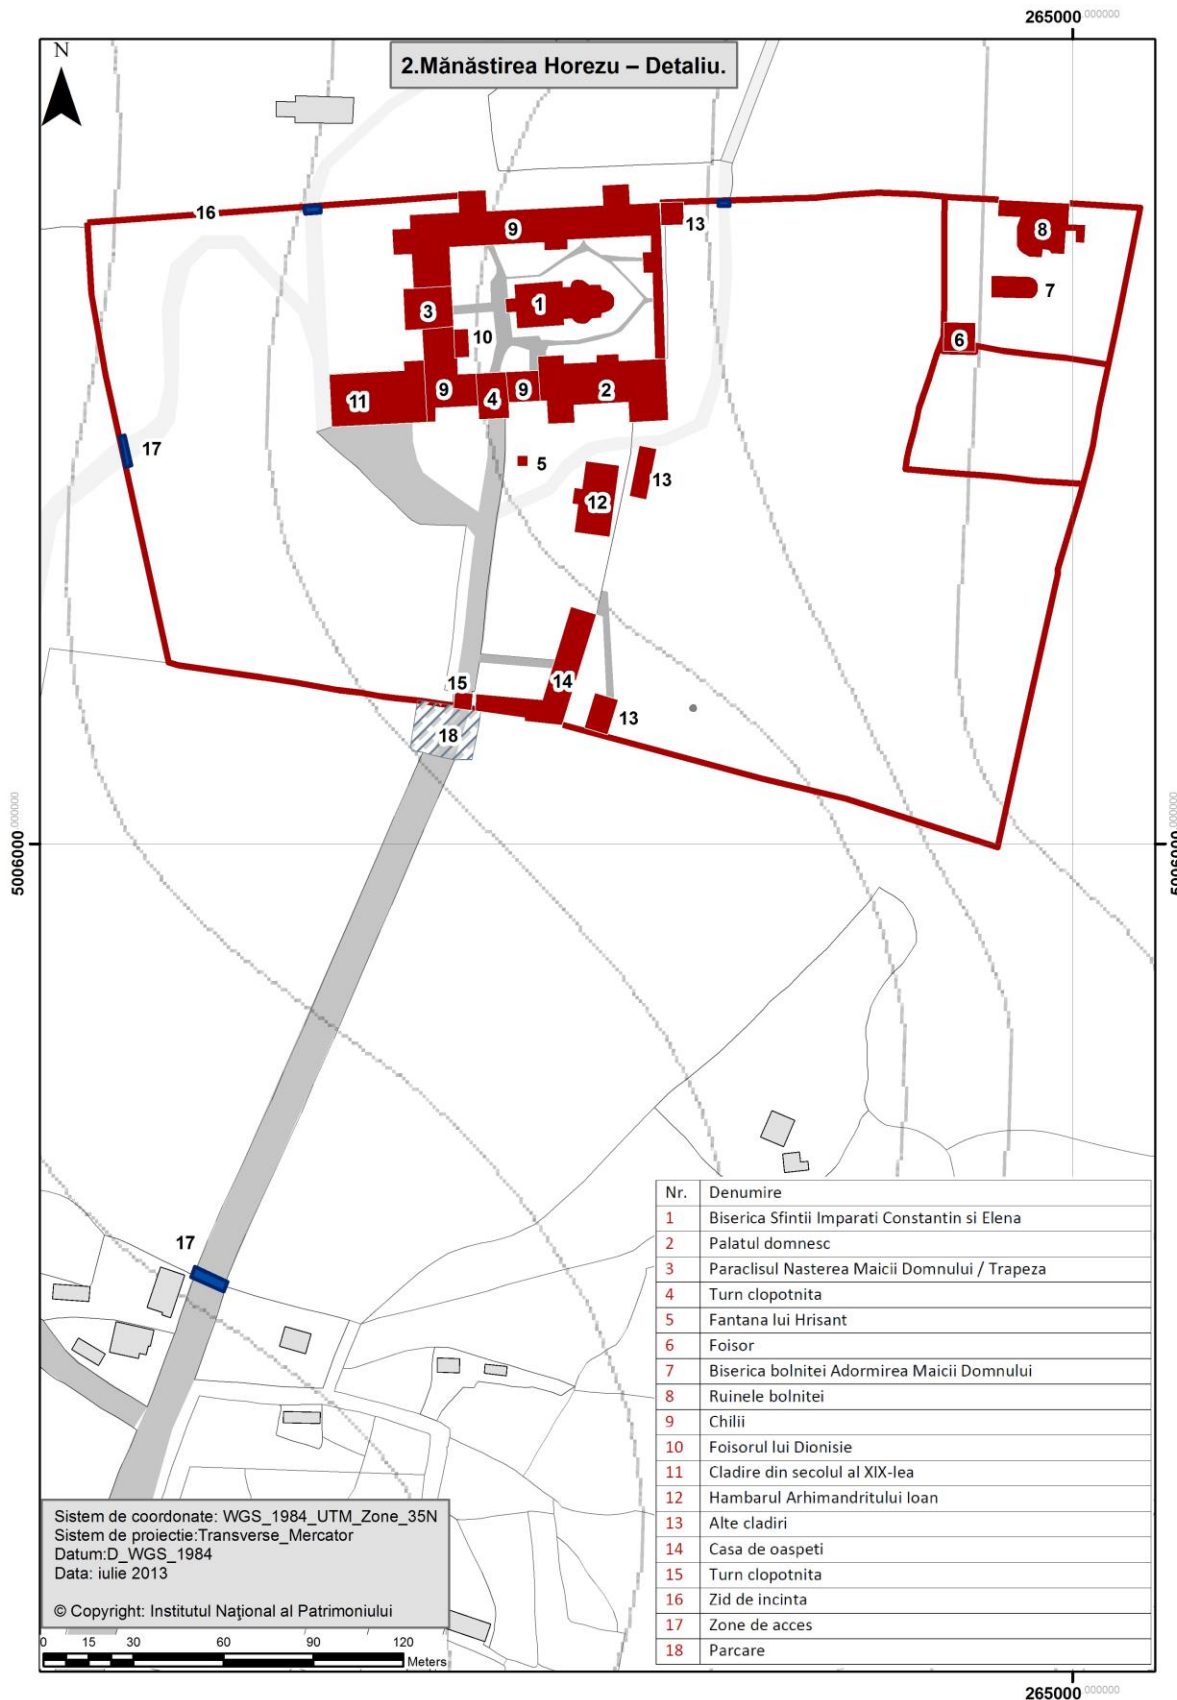 265000.000000
N
2.Mănăstirea Horezu – Detaliu.
16
9
13
8
7
1
3
10
6
11
9
4
9
2
17
5
13
12
14
15
13
18
5006000.000000
5006000.000000
17
Nr. Denumire
1 Biserica Sfintii Imparati Constantin si Elena
2 Palatul domnesc
3 Paraclisul Nasterea Maicii Domnului / Trapeza
4 Turn clopotnita
5 Fantana lui Hrisant
6 Foisor
7 Biserica bolnitei Adormirea Maicii Domnului
8 Ruinele bolnitei
9 Chilii
10 Foisorul lui Dionisie
11 Cladire din secolul al XIX-lea
12 Hambarul Arhimandritului Ioan
13 Alte cladiri
14 Casa de oaspeti
15 Turn clopotnita
16 Zid de incinta
17 Zone de acces
18 Parcare
Sistem de coordonate: WGS_1984_UTM_Zone_35N
Sistem de proiectie:Transverse_Mercator
Datum:D_WGS_1984
Data: iulie 2013
© Copyright: Institutul Naţional al Patrimoniului
0 15 30 60 90 120
Meters
265000.000000